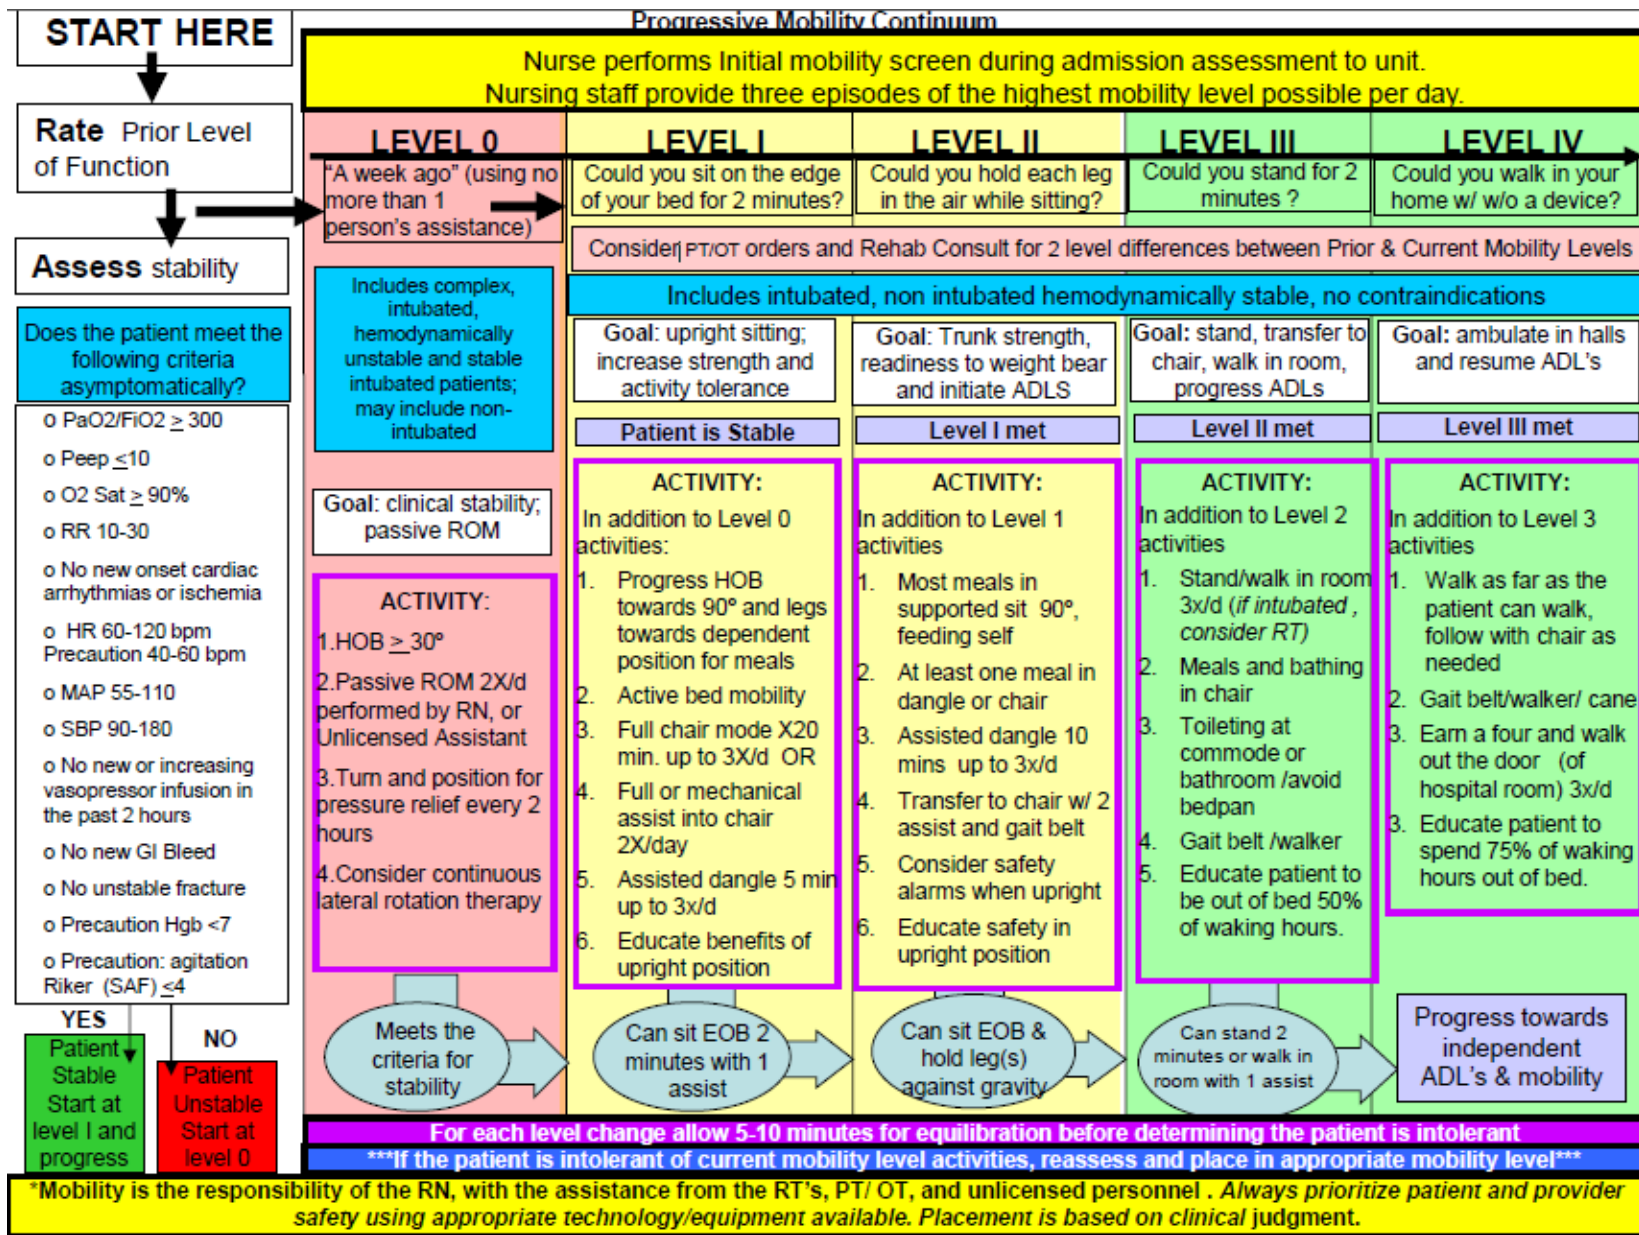 Progressive Mobility Continuum
START HERE
Nurse performs Initial mobility screen during admission assessment to unit.
Nursing staff provide three episodes of the highest mobility level possible per day.
Rate Prior Level
of Function
Assess stability
Does the patient meet the
following criteria
asymptomatically?
o PaO2/FiO2 ≥ 300
o Peep ≤10
o O2 Sat ≥ 90%
o RR 10-30
o No new onset cardiac
arrhythmias or ischemia
o HR 60-120 bpm
Precaution 40-60 bpm
o MAP 55-110
o SBP 90-180
o No new or increasing
vasopressor infusion in
the past 2 hours
o No new GI Bleed
o No unstable fracture
o Precaution Hgb <7
o Precaution: agitation
Riker (SAF) ≤4
YES
NO
Patient
Stable
Start at
level I and
progress
Patient
Unstable
Start at
level 0
LEVEL 0
"A week ago" (using no
more than 1
person's assistance)
Includes complex,
intubated,
hemodynamically
unstable and stable
intubated patients;
may include non-
intubated
Goal: clinical stability;
passive ROM
ACTIVITY:
1.HOB ≥ 30º
2.Passive ROM 2X/d
performed by RN, or
Unlicensed Assistant
3.Turn and position for
pressure relief every 2
hours
4.Consider continuous
lateral rotation therapy
Meets the
criteria for
stability
LEVEL I
Could you sit on the edge
of your bed for 2 minutes?
LEVEL II
Could you hold each leg
in the air while sitting?
LEVEL III
Could you stand for 2
minutes ?
LEVEL IV
Could you walk in your
home w/ w/o a device?
Consider PT/OT orders and Rehab Consult for 2 level differences between Prior & Current Mobility Levels
Includes intubated, non intubated hemodynamically stable, no contraindications
Goal: upright sitting;
increase strength and
activity tolerance
Patient is Stable
ACTIVITY:
In addition to Level 0
activities:
1. Progress HOB
towards 90º and legs
towards dependent
position for meals
2. Active bed mobility
3. Full chair mode X20
min. up to 3X/d OR
4. Full or mechanical
assist into chair
2X/day
5. Assisted dangle 5 min
up to 3x/d
6. Educate benefits of
upright position
Can sit EOB 2
minutes with 1
assist
Goal: Trunk strength,
readiness to weight bear
and initiate ADLS
Level I met
ACTIVITY:
In addition to Level 1
activities
1. Most meals in
supported sit 90º,
feeding self
2. At least one meal in
dangle or chair
3. Assisted dangle 10
mins up to 3x/d
4. Transfer to chair w/ 2
assist and gait belt
5. Consider safety
alarms when upright
6. Educate safety in
upright position
Can sit EOB &
hold leg(s)
against gravity
Goal: stand, transfer to
chair, walk in room,
progress ADLs
Level II met
ACTIVITY:
In addition to Level 2
activities
1. Stand/walk in room
3x/d (if intubated ,
consider RT)
2. Meals and bathing
in chair
3. Toileting at
commode or
bathroom /avoid
bedpan
4. Gait belt /walker
5. Educate patient to
be out of bed 50%
of waking hours.
Can stand 2
minutes or walk in
room with 1 assist
Goal: ambulate in halls
and resume ADL's
Level III met
ACTIVITY:
In addition to Level 3
activities
1. Walk as far as the
patient can walk,
follow with chair as
needed
2. Gait belt/walker/ cane
3. Earn a four and walk
out the door (of
hospital room) 3x/d
3. Educate patient to
spend 75% of waking
hours out of bed.
Progress towards
independent
ADL's & mobility
For each level change allow 5-10 minutes for equilibration before determining the patient is intolerant
***If the patient is intolerant of current mobility level activities, reassess and place in appropriate mobility level***
*Mobility is the responsibility of the RN, with the assistance from the RT's, PT/ OT, and unlicensed personnel . Always prioritize patient and provider
safety using appropriate technology/equipment available. Placement is based on clinical judgment.